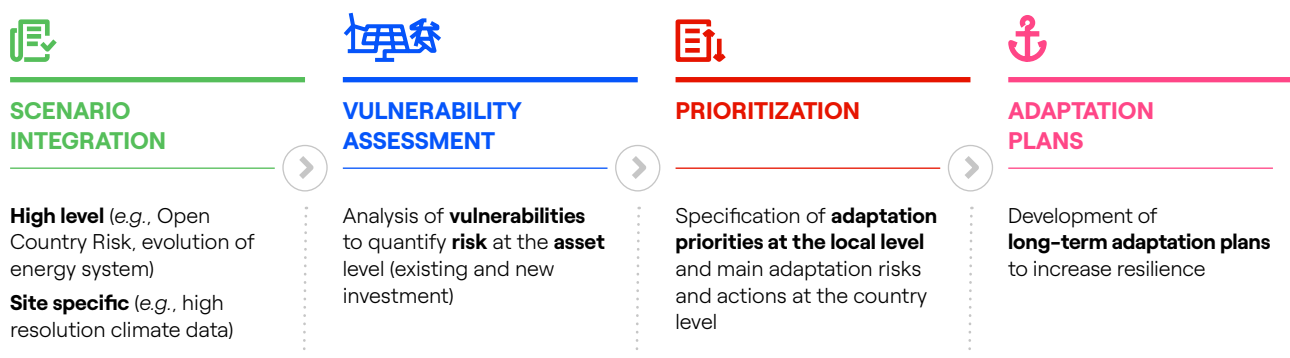 SCENARIO
INTEGRATION
High level (e.g., Open
Country Risk, evolution of
energy system)
Site specific (e.g., high
resolution climate data)
VULNERABILITY
ASSESSMENT
Analysis of vulnerabilities
to quantify risk at the asset
level (existing and new
investment)
PRIORITIZATION
Specification of adaptation
priorities at the local level
and main adaptation risks
and actions at the country
level
ADAPTATION
PLANS
Development of
long-term adaptation plans
to increase resilience